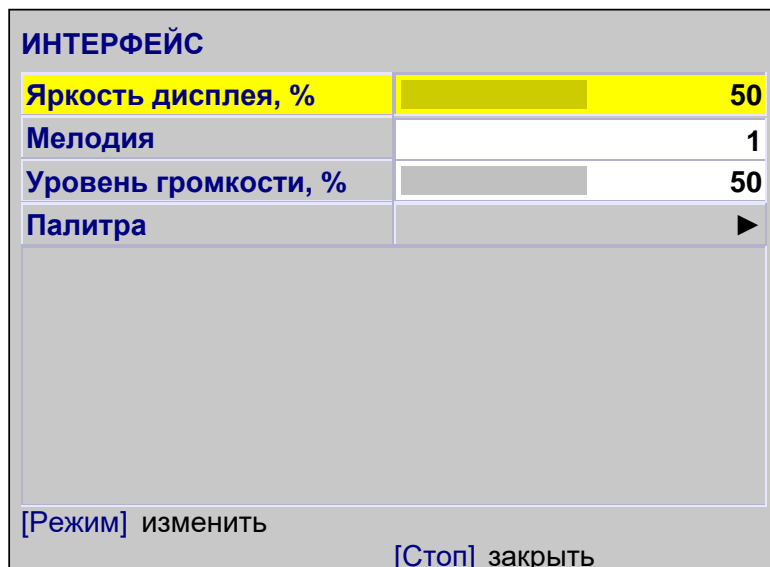 ИНТЕРФЕЙС
Яркость дисплея, % 50
Мелодия 1
Уровень громкости, % 50
Палитра ►
[Режим] изменить
[Стоп] закрыть